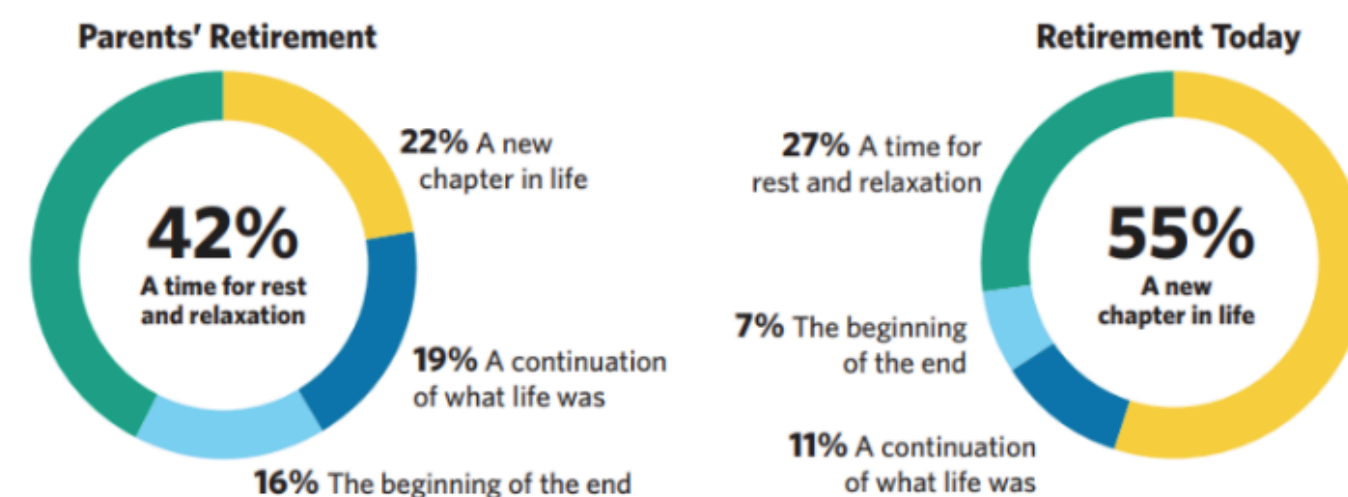 Parents' Retirement
22% A new
chapter in life
42%
A time for rest
and relaxation
19% A continuation
of what life was
16% The beginning of the end
Retirement Today
27% A time for
rest and relaxation
55%
A new
chapter in life
7% The beginning
of the end
11% A continuation
of what life was